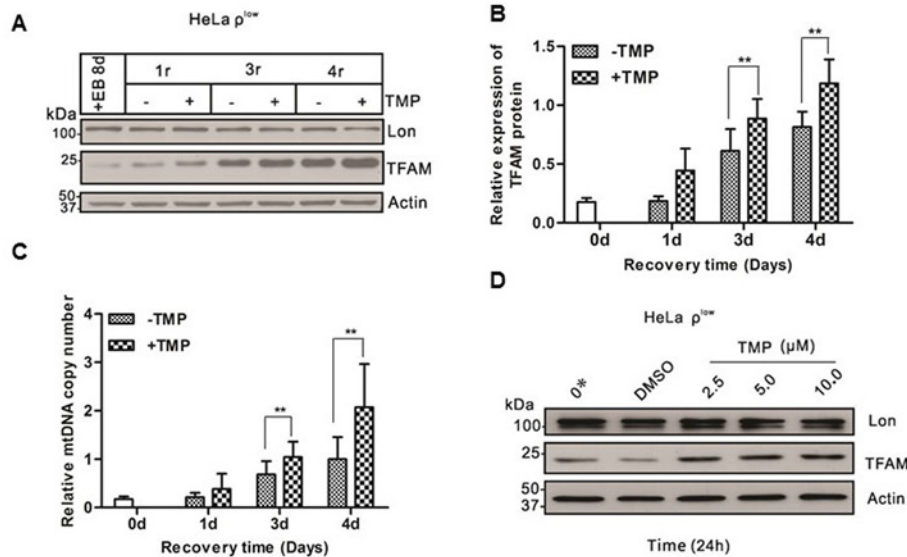 A
HeLa ρlow
+EB 8d
1r 3r 4r
- + - + - + TMP
kDa
100 Lon
25 TFAM
50
37 Actin
B
Relative expression of
TFAM protein
1.5
1.0
0.5
0.0
-TMP
+TMP
** **
0d 1d 3d 4d
Recovery time (Days)
C
Relative mtDNA copy number
4
3
2
1
0
-TMP
+TMP
** **
0d 1d 3d 4d
Recovery time (Days)
D
HeLa ρlow
TMP (μM)
0* DMSO 2.5 5.0 10.0
kDa
100 Lon
25 TFAM
50
37 Actin
Time (24h)